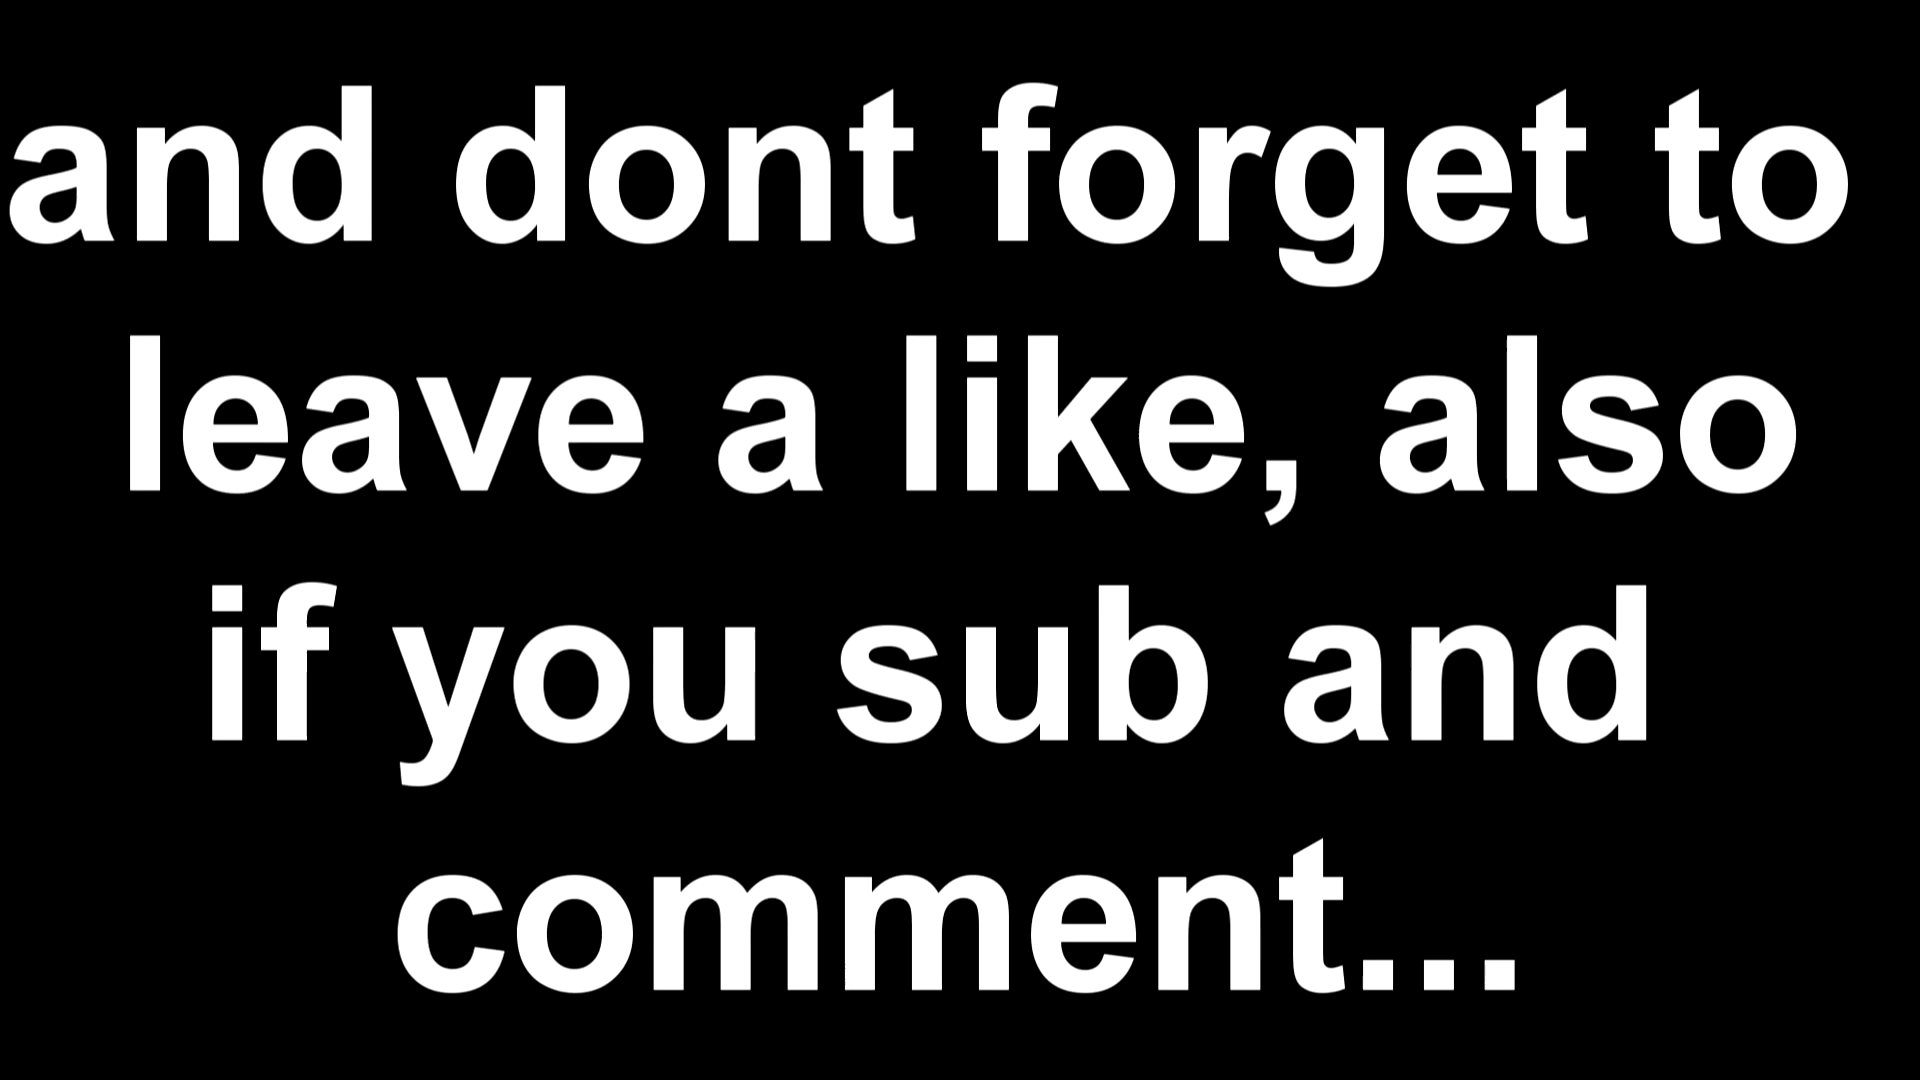 and dont forget to
leave a like, also
if you sub and
comment...